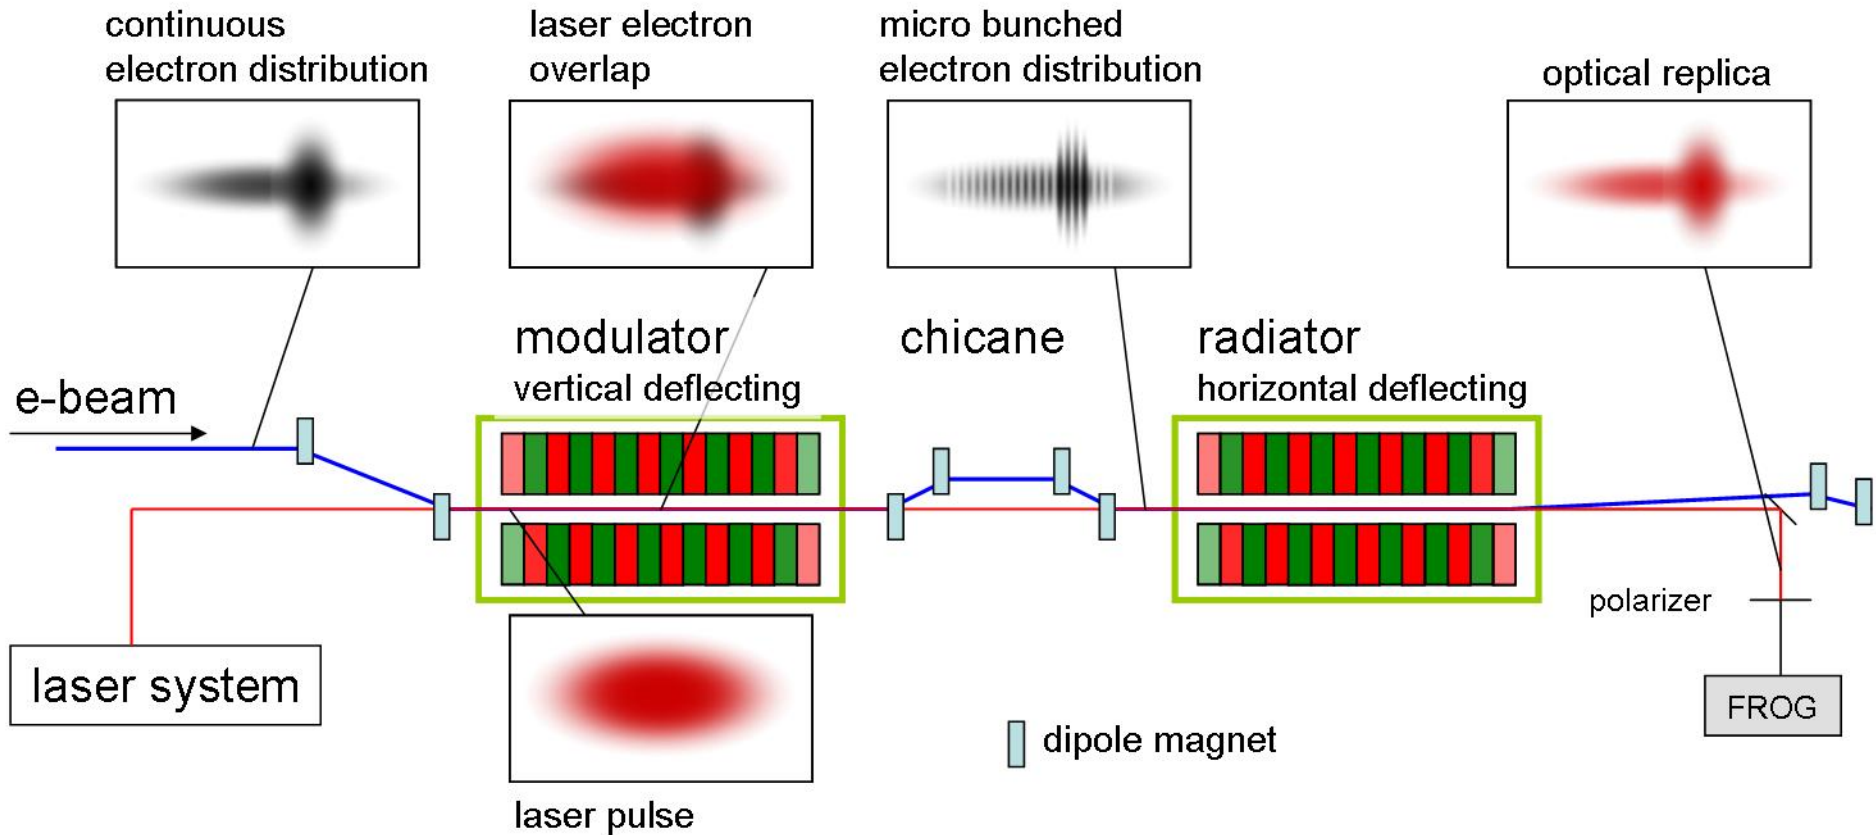 continuous
electron distribution
laser electron
overlap
micro bunched
electron distribution
optical replica
modulator
vertical deflecting
chicane
radiator
horizontal deflecting
e-beam
polarizer
laser system
FROG
dipole magnet
laser pulse